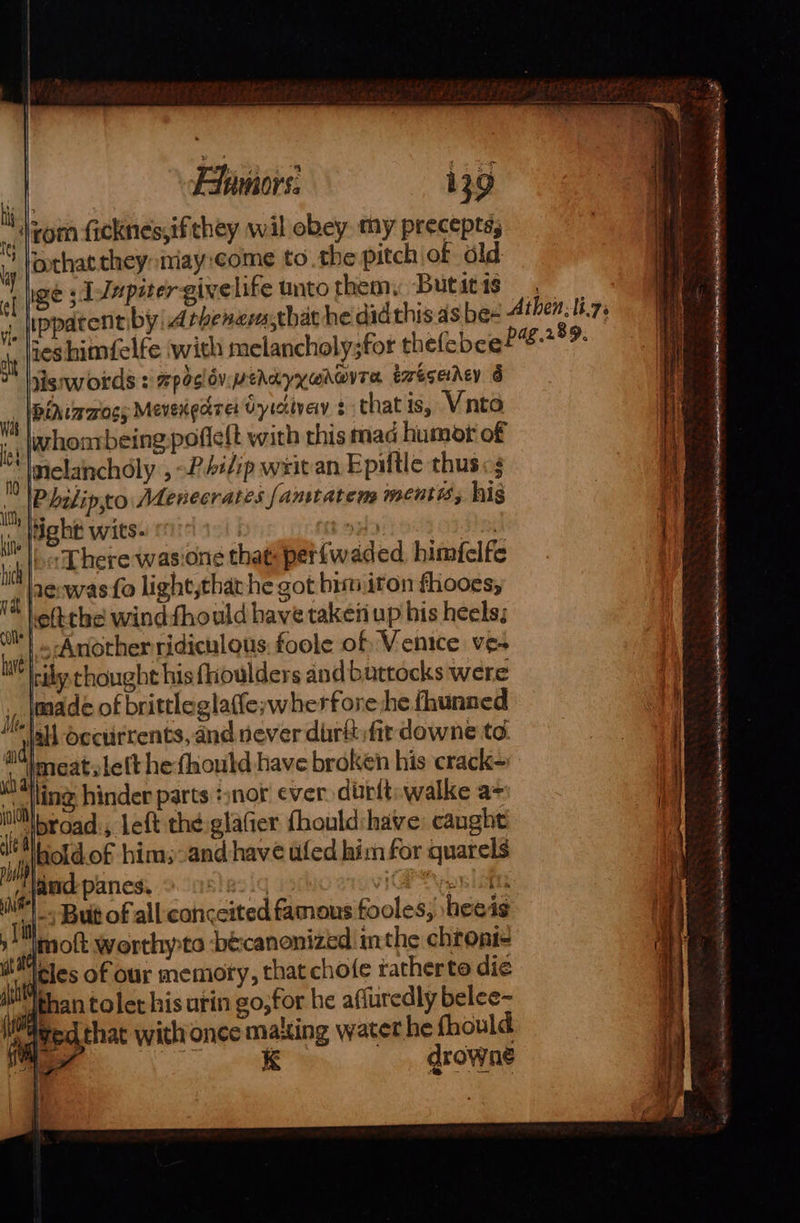 Humors. 139
from ſicknes, if they wil obey my precepts,
ſo that they may come to the pitch of old
age ; I Jupiter give life unto them. But it is
apparent by Athenæus, that he did this as be- Athen. li. 7.
lies himſelfe with melancholy; for theſe bee pag. 289.
his words : προςὸν μελαγχολῶντα ἐπέςειλεν ὁ
Φίλιππος, Μενεκράτει ὑγιαίνειν : that is, Vnto
whom being poſſeſt with this mad humor of
melancholy , Philip writ an Epiſtle thus :
Philip, to Menecrates ſanitatem mentis, his
right wits.
There was one that perſwaded himſelfe
he was ſo light, that he got him iron ſhooes,
leſt the wind ſhould have taken up his heels;
Another ridiculous foole of Venice ve-
rily thought his ſhoulders and buttocks were
made of brittle glaſſe; wherfore he ſhunned
all occurrents, and never durſt ſit downe to
meat, leſt he ſhould have broken his crack-
ling hinder parts : nor ever durſt walke a-
broad , leſt the glaſier ſhould have caught
hold of him, and have uſed him for quarels
and panes.
But of all conceited famous fooles, hee is
moſt worthy to be canonized in the chroni-
cles of our memory, that choſe rather to die
than to let his urin go, for he aſſuredly belee-
ved that with once making water he ſhould
K drowne